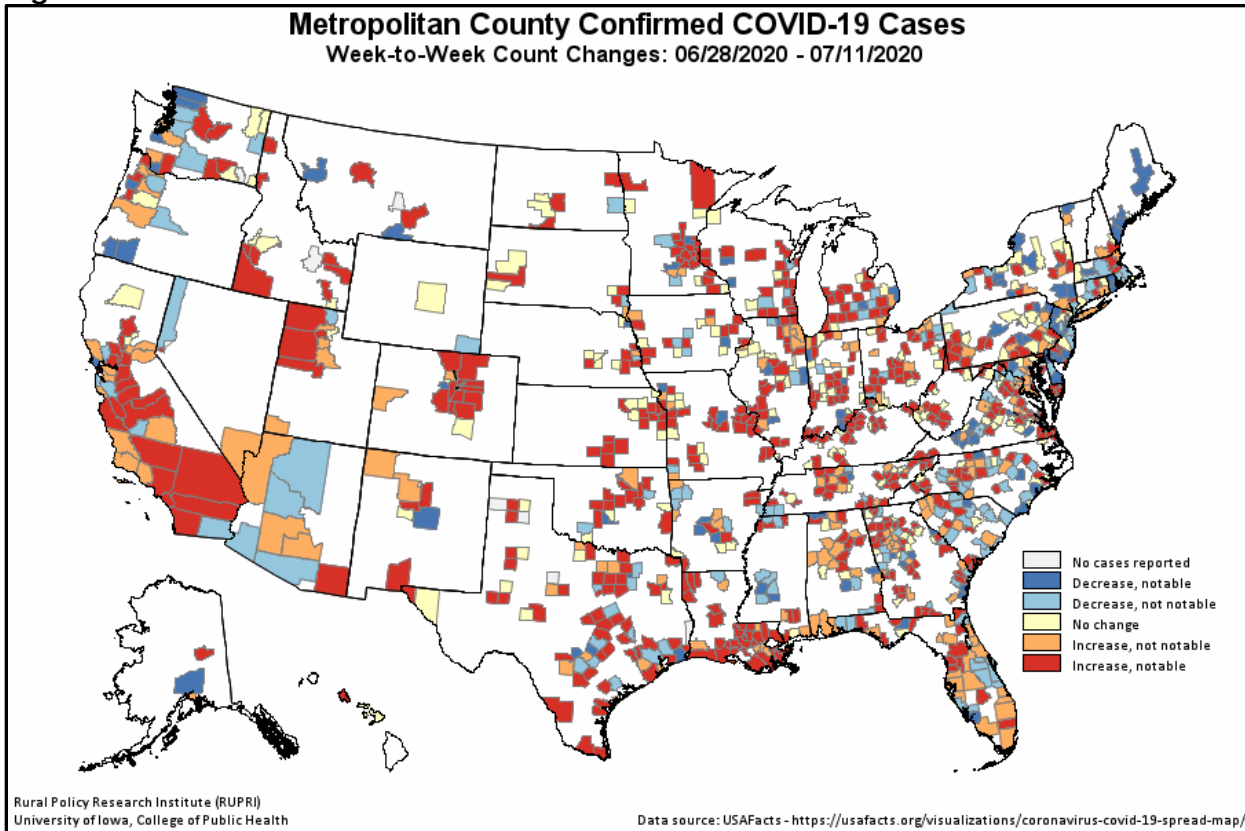 Metropolitan County Confirmed COVID-19 Cases
Week-to-Week Count Changes: 06/28/2020 - 07/11/2020
No cases reported
Decrease, notable
Decrease, not notable
No change
Increase, not notable
Increase, notable
Rural Policy Research Institute (RUPRI)
University of Iowa, College of Public Health
Data source: USAFacts - https://usafacts.org/visualizations/coronavirus-covid-19-spread-map/